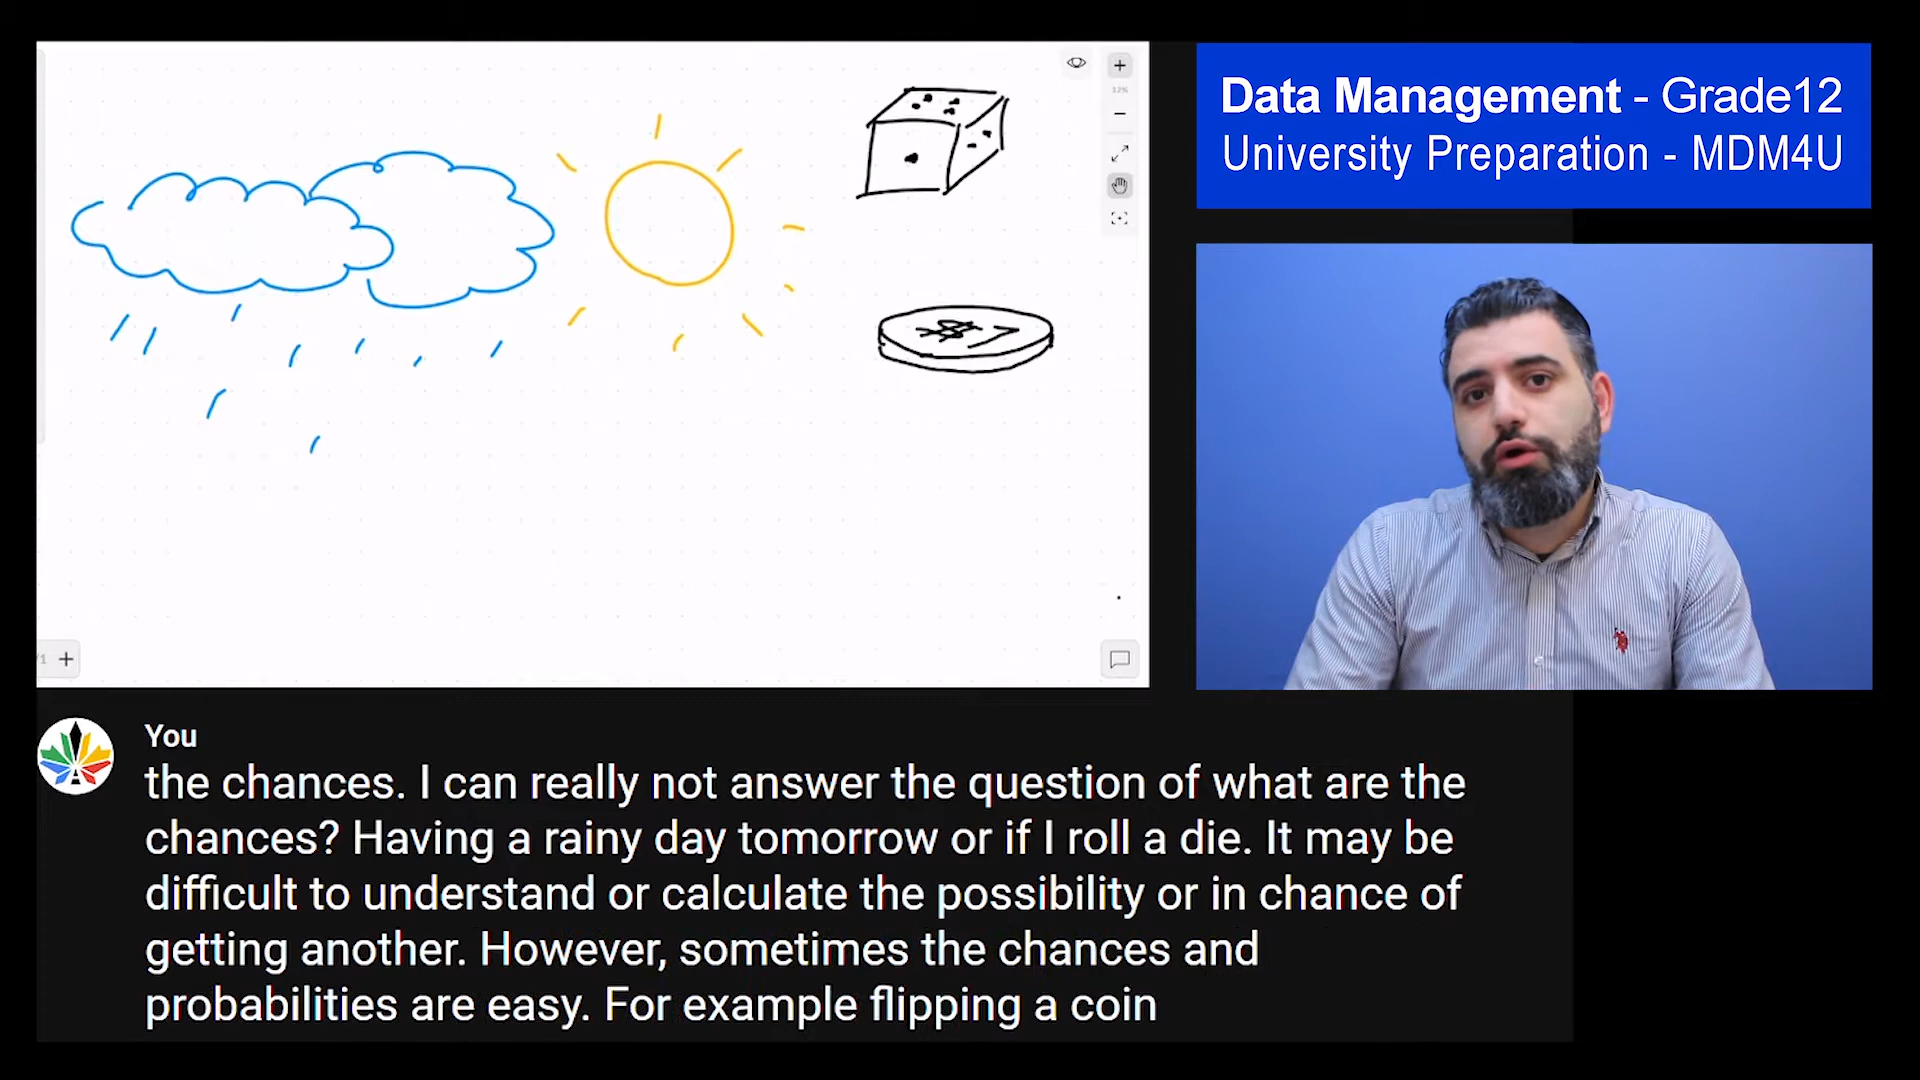 12%
Data Management - Grade12
University Preparation - MDM4U
/1
You
the chances. I can really not answer the question of what are the
chances? Having a rainy day tomorrow or if I roll a die. It may be
difficult to understand or calculate the possibility or in chance of
getting another. However, sometimes the chances and
probabilities are easy. For example flipping a coin